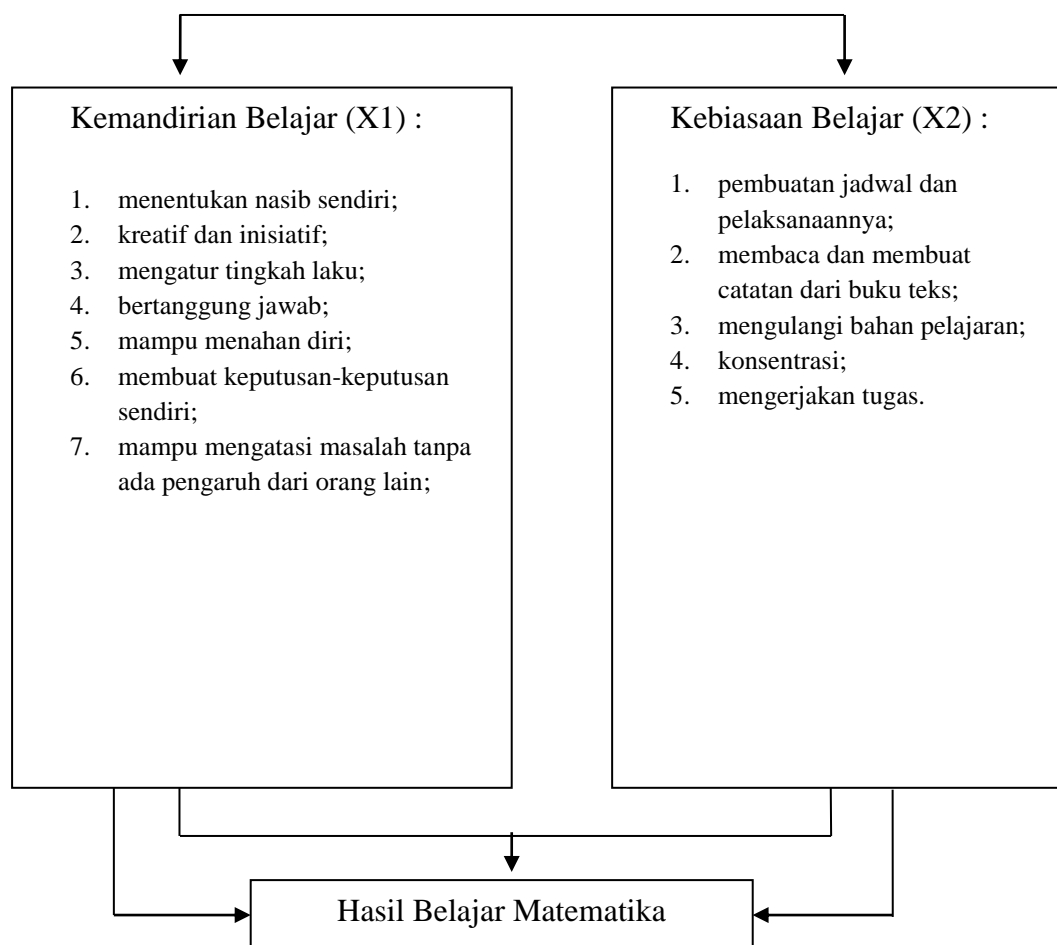 Kemandirian Belajar (X1) :
1. menentukan nasib sendiri;
2. kreatif dan inisiatif;
3. mengatur tingkah laku;
4. bertanggung jawab;
5. mampu menahan diri;
6. membuat keputusan-keputusan
sendiri;
7. mampu mengatasi masalah tanpa
ada pengaruh dari orang lain;
Kebiasaan Belajar (X2) :
1. pembuatan jadwal dan
pelaksanaannya;
2. membaca dan membuat
catatan dari buku teks;
3. mengulangi bahan pelajaran;
4. konsentrasi;
5. mengerjakan tugas.
Hasil Belajar Matematika